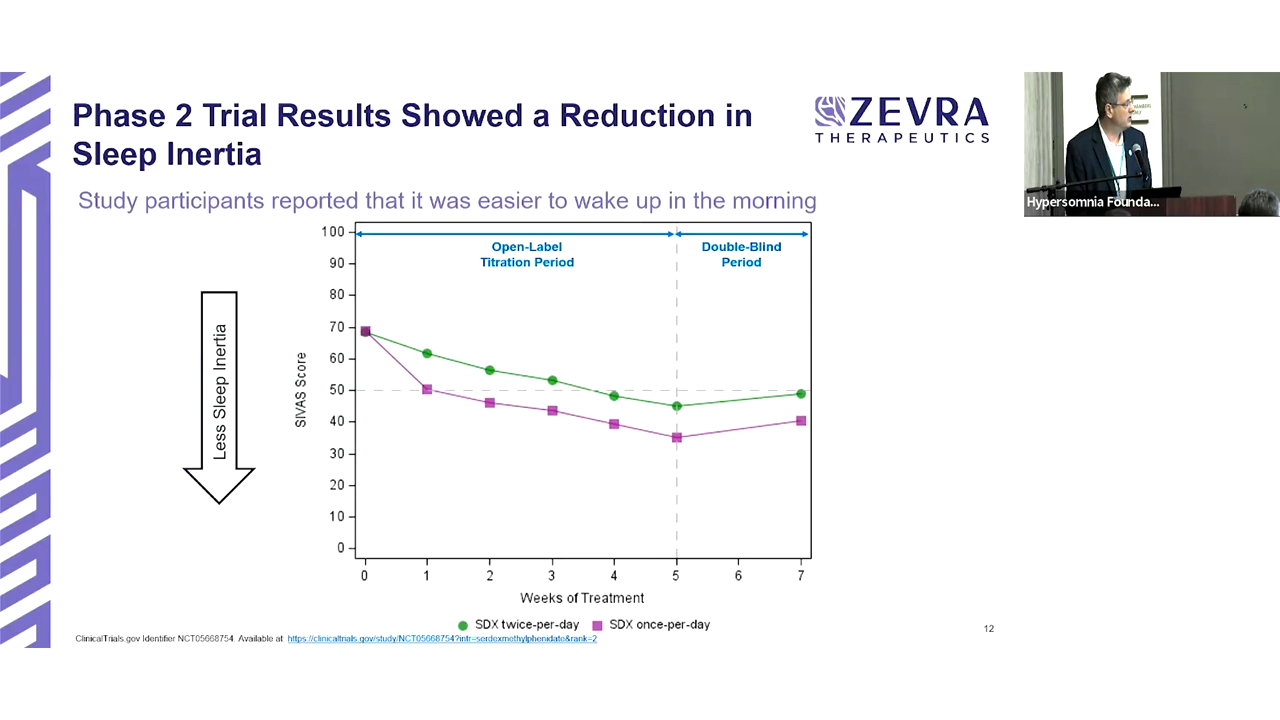 Phase 2 Trial Results Showed a Reduction in
Sleep Inertia
ZEVRA
THERAPEUTICS
Study participants reported that it was easier to wake up in the morning
Hypersomnia Founda...
100
90
80
70
60
50
40
30
20
10
0
Open-Label
Titration Period
Double-Blind
Period
Less Sleep Inertia
SIVAS Score
0 1 2 3 4 5 6 7
Weeks of Treatment
SDX twice-per-day SDX once-per-day
ClinicalTrials.gov Identifier NCT05668754. Available at https://clinicaltrials.gov/study/NCT05668754?intr=serdexmethylphenidate&rank=2
12